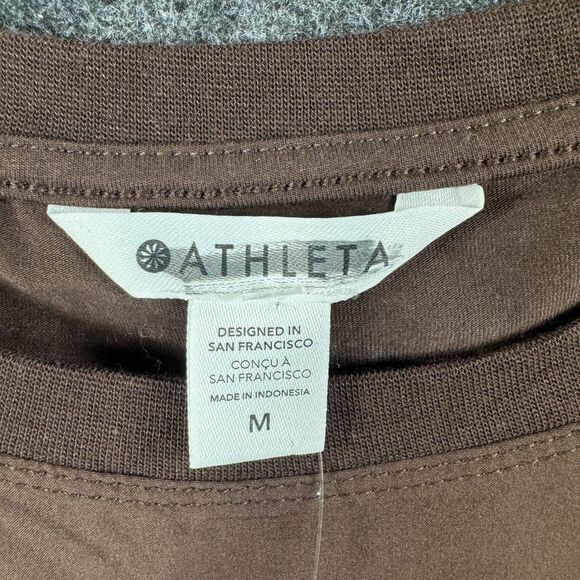 ATHLETA
DESIGNED IN
SAN FRANCISCO
CONÇU À
SAN FRANCISCO
MADE IN INDONESIA
M